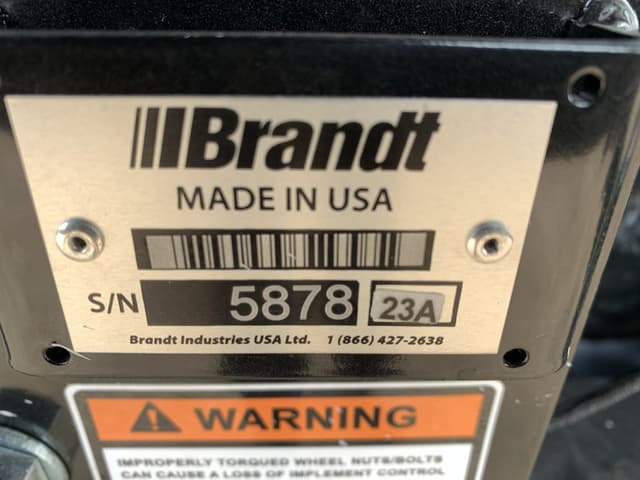 Brandt
MADE IN USA
S/N 5878 23A
Brandt Industries USA Ltd. 1 (866) 427-2638
WARNING
IMPROPERLY TORQUED WHEEL NUTS/BOLTS
CAN CAUSE A LOSS OF IMPLEMENT CONTROL